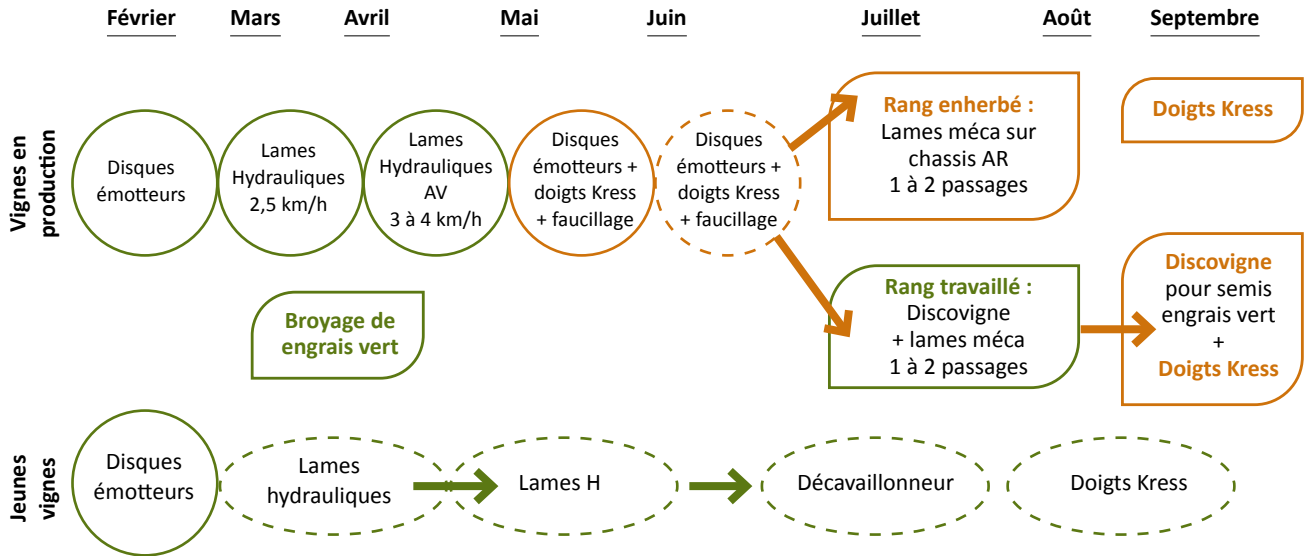 Février
Mars
Avril
Mai
Juin
Juillet
Août
Septembre
Vignes en
production
Disques
émotteurs
Lames
Hydrauliques
2,5 km/h
Lames
Hydrauliques
AV
3 à 4 km/h
Disques
émotteurs +
doigts Kress
+ faucillage
Disques
émotteurs +
doigts Kress
+ faucillage
Rang enherbé :
Lames méca sur
chassis AR
1 à 2 passages
Doigts Kress
Broyage de
engrais vert
Rang travaillé :
Discovigne
+ lames méca
1 à 2 passages
Discovigne
pour semis
engrais vert
+
Doigts Kress
Jeunes
vignes
Disques
émotteurs
Lames
hydrauliques
Lames H
Décavaillonneur
Doigts Kress